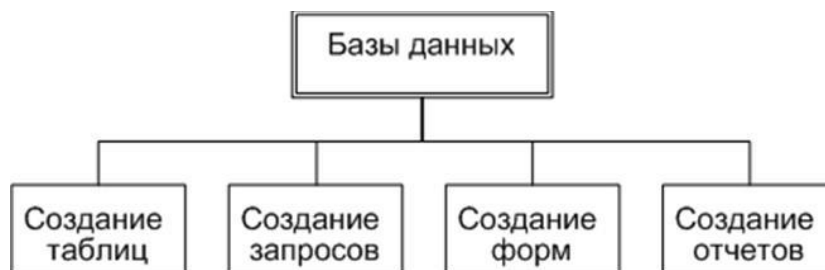 Базы данных
Создание
таблиц
Создание
запросов
Создание
форм
Создание
отчетов